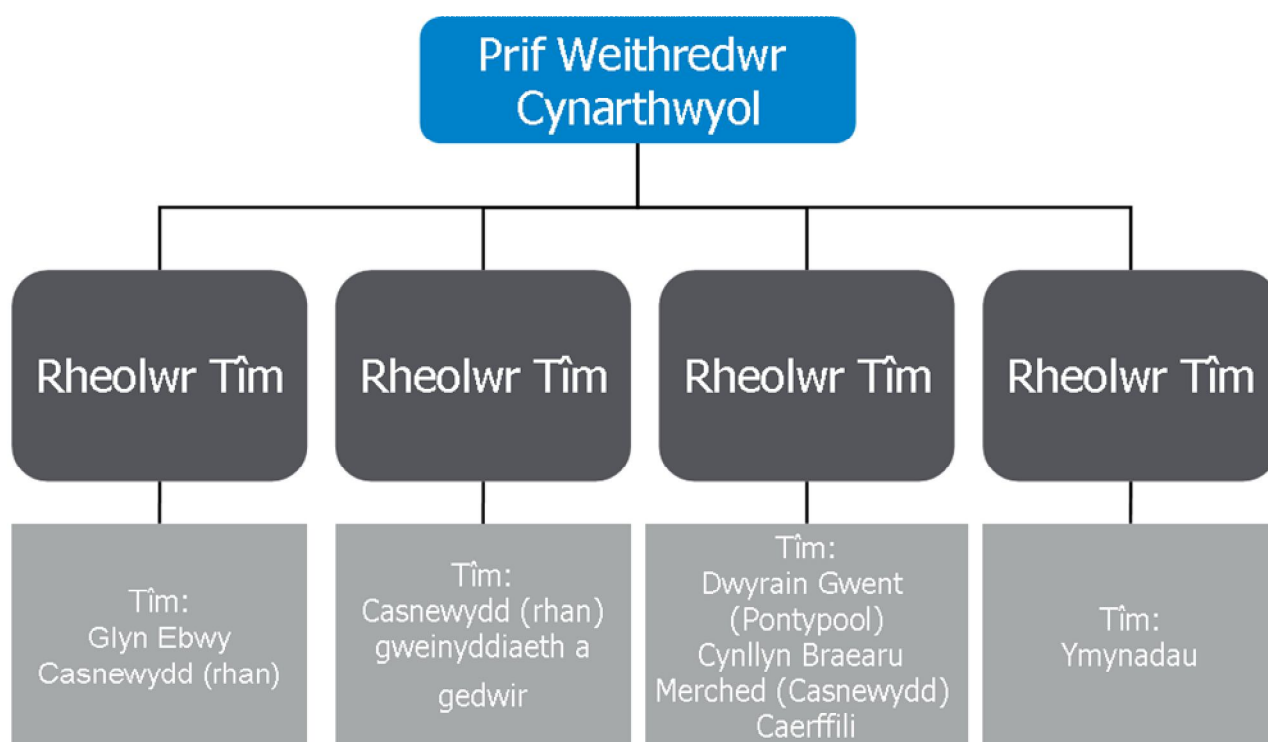 Prif Weithredwr
Cynarthwyol
Rheolwr Tîm
Rheolwr Tîm
Rheolwr Tîm
Rheolwr Tîm
Tîm:
Glyn Ebwy
Casnewydd (rhan)
Tîm:
Casnewydd (rhan)
gweinyddiaeth a
gedwir
Tîm:
Dwyrain Gwent
(Pontypool)
Cynllyn Braearu
Merched (Casnewydd)
Caerffili
Tîm:
Ymynadau